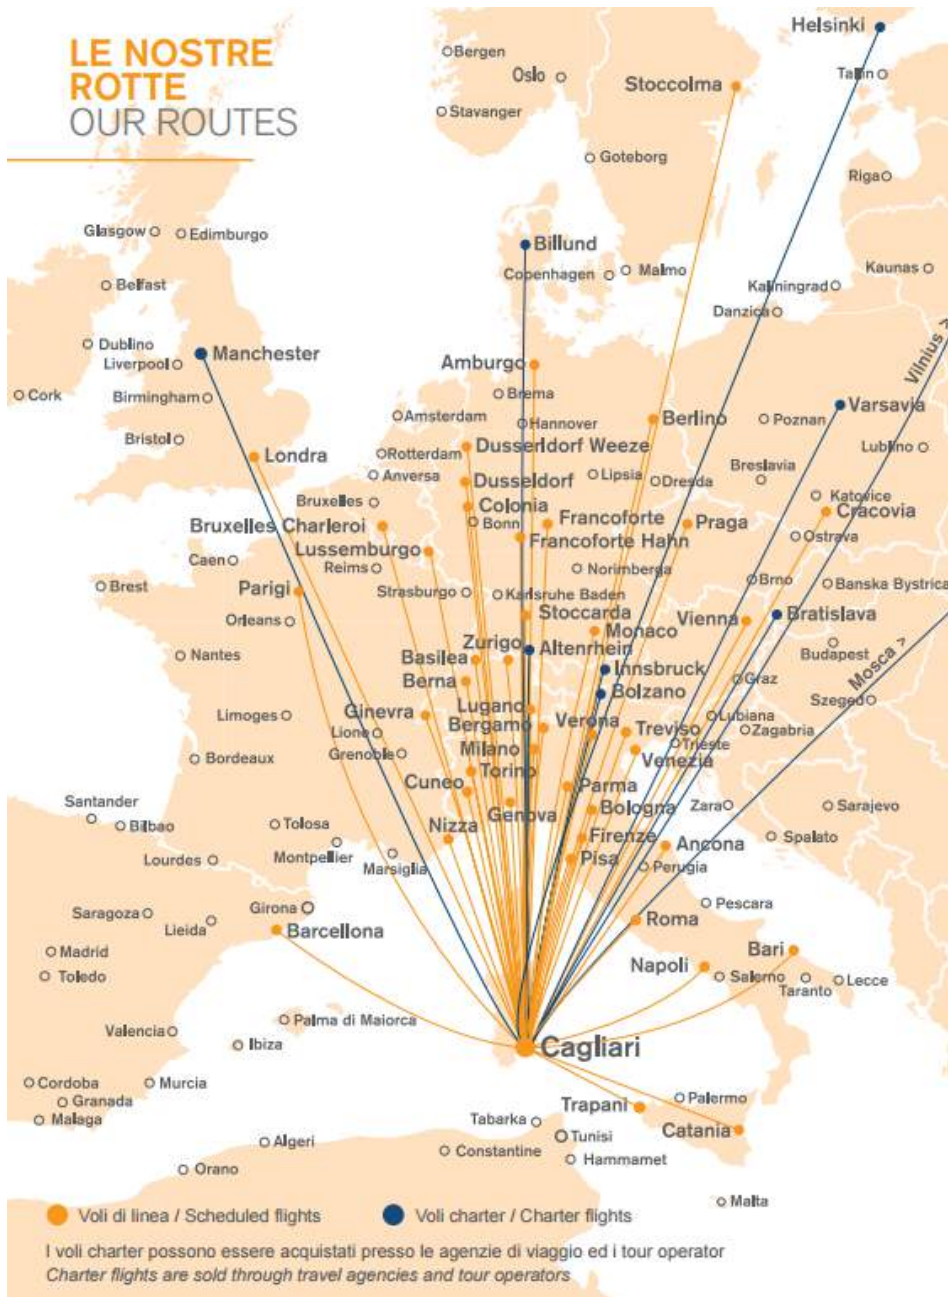 LE NOSTRE
ROTTE
OUR ROUTES
Helsinki
Bergen
Oslo
Tallin
Stoccolma
Stavanger
Goteborg
Riga
Glasgow
Edimburgo
Billund
Copenhagen
Malmo
Kaunas
Belfast
Kaliningrad
Danzica
Vilnius >
Dublino
Manchester
Liverpool
Amburgo
Cork
Birmingham
Brema
Varsavia
Amsterdam
Hannover
Berlino
Poznan
Bristol
Londra
Rotterdam
Dusserldorf Weeze
Lublino
Anversa
Dusseldorf
Lipsia
Dresda
Breslavia
Bruxelles
Colonia
Katovice
Cracovia
Bruxelles Charleroi
Bonn
Francoforte
Praga
Ostrava
Francoforte Hahn
Lussemburgo
Caen
Reims
Norimberga
Brno
Banska Bystrica
Brest
Parigi
Strasburgo
Karlsruhe Baden
Orleans
Stoccarda
Vienna
Bratislava
Monaco
Nantes
Zurigo
Altenrhein
Budapest
Basilea
Innsbruck
Mosca >
Berna
Bolzano
Graz
Szeged
Limoges
Ginevra
Lugano
Bergamo
Verona
Treviso
Lubiana
Zagabria
Lione
Trieste
Bordeaux
Grenoble
Milano
Venezia
Torino
Cuneo
Parma
Santander
Genova
Bologna
Zara
Sarajevo
Bilbao
Tolosa
Nizza
Firenze
Ancona
Spalato
Lourdes
Montpellier
Marsiglia
Pisa
Perugia
Saragoza
Girona
Pescara
Lieida
Barcellona
Roma
Madrid
Bari
Toledo
Napoli
Salerno
Taranto
Lecce
Valencia
Palma di Maiorca
Ibiza
Cagliari
Cordoba
Murcia
Granada
Malaga
Trapani
Palermo
Tabarka
Catania
Algeri
Tunisi
Constantine
Orano
Hammamet
Malta
Voli di linea / Scheduled flights
Voli charter / Charter flights
I voli charter possono essere acquistati presso le agenzie di viaggio ed i tour operator
Charter flights are sold through travel agencies and tour operators